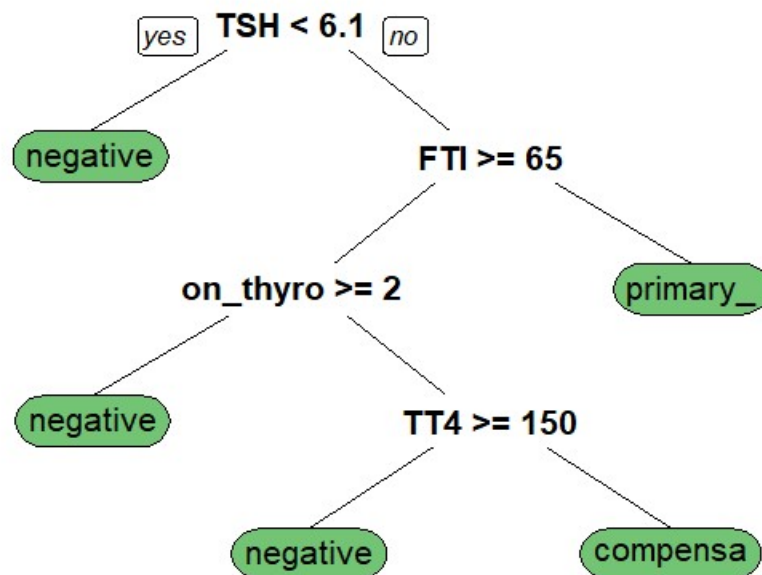 yes TSH < 6.1 no
negative
FTI >= 65
on_thyro >= 2
primary_
negative
TT4 >= 150
negative
compensa